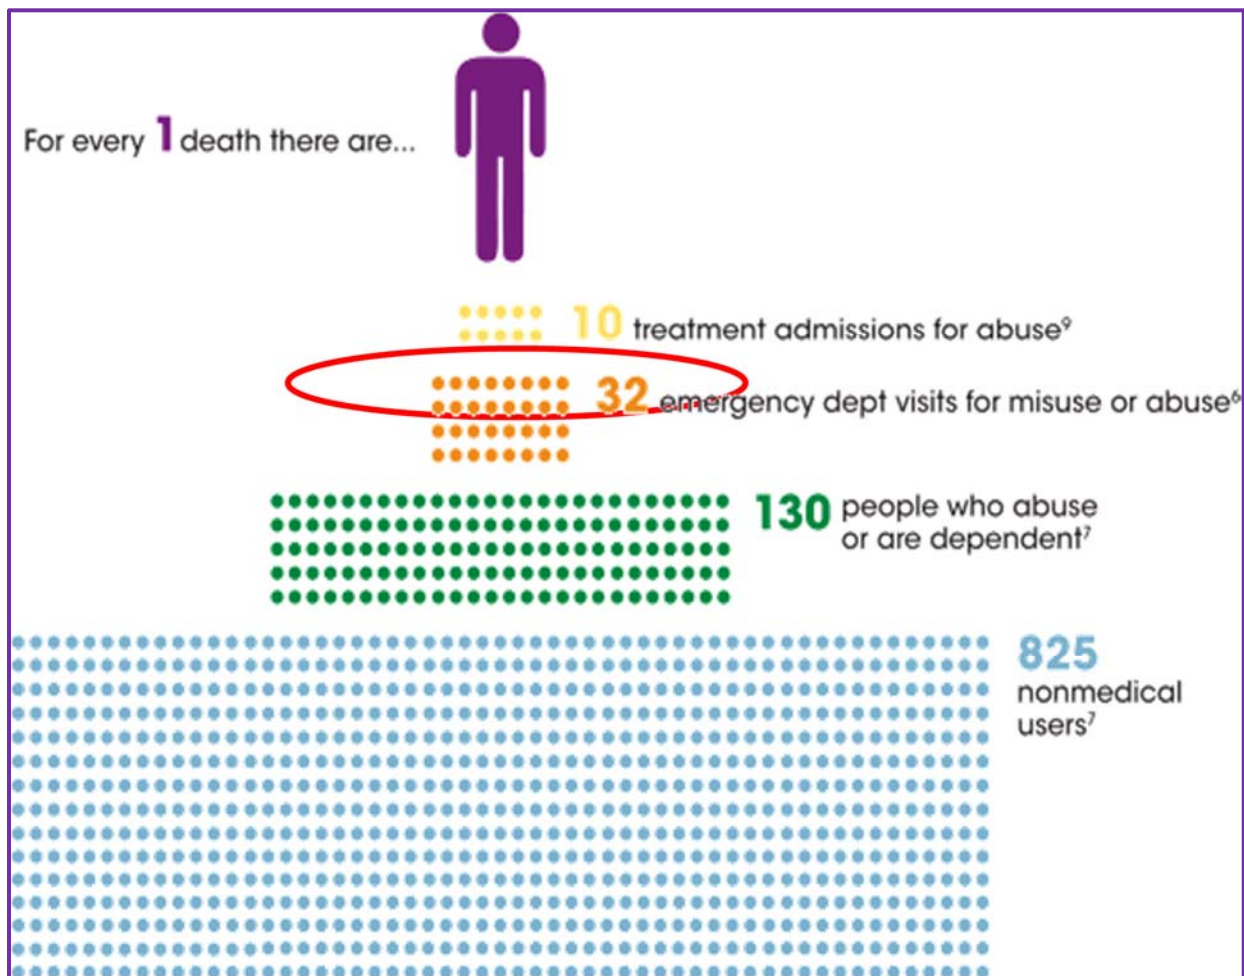 For every 1 death there are...
10 treatment admissions for abuse⁹
32 emergency dept visits for misuse or abuse⁶
130 people who abuse
or are dependent⁷
825
nonmedical
users⁷